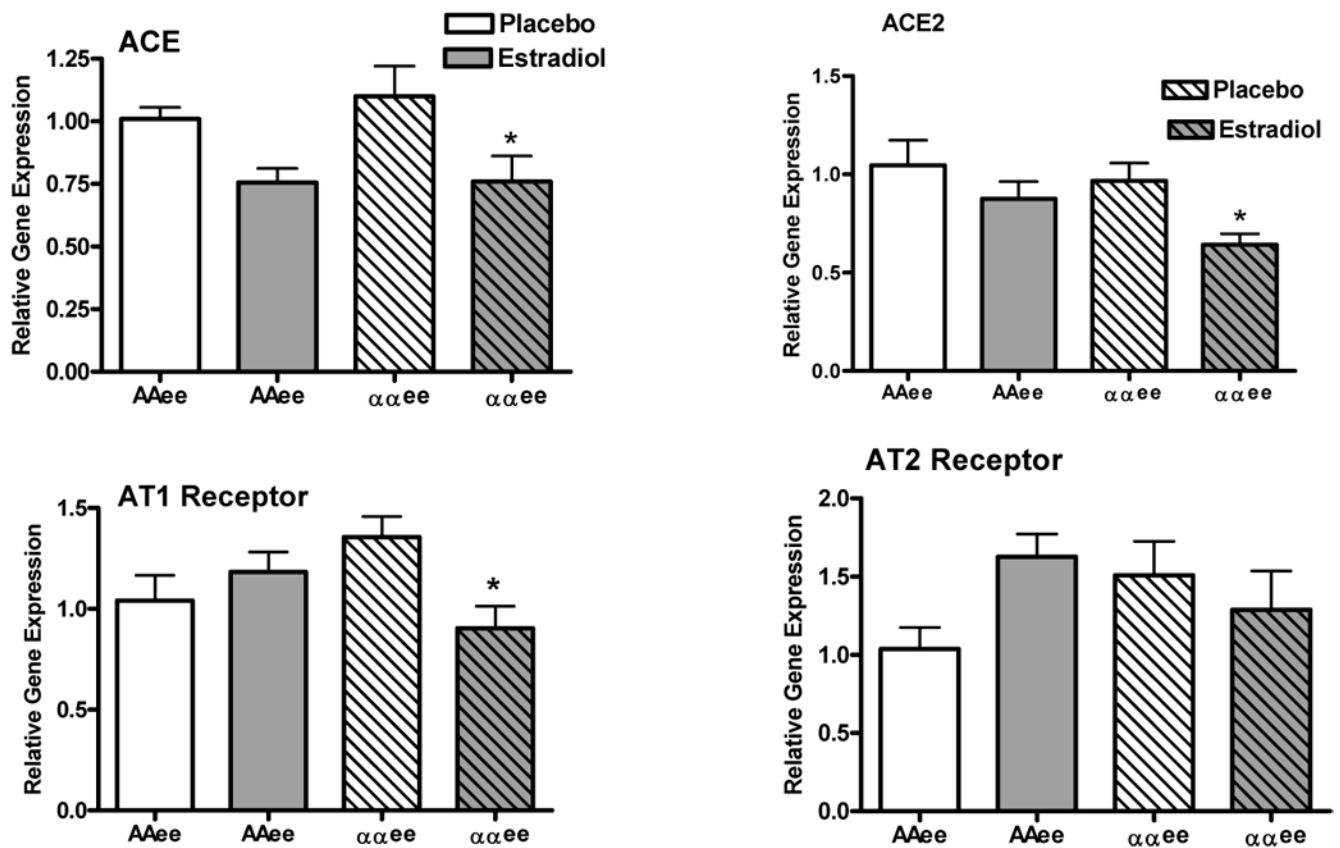 ACE
Placebo
Estradiol
Relative Gene Expression
1.25
1.00
0.75
0.50
0.25
0.00
*
AAee AAee ααee ααee
ACE2
Placebo
Estradiol
Relative Gene Expression
1.5
1.0
0.5
0.0
*
AAee AAee ααee ααee
AT1 Receptor
Relative Gene Expression
1.5
1.0
0.5
0.0
*
AAee AAee ααee ααee
AT2 Receptor
Relative Gene Expression
2.0
1.5
1.0
0.5
0.0
AAee AAee ααee ααee